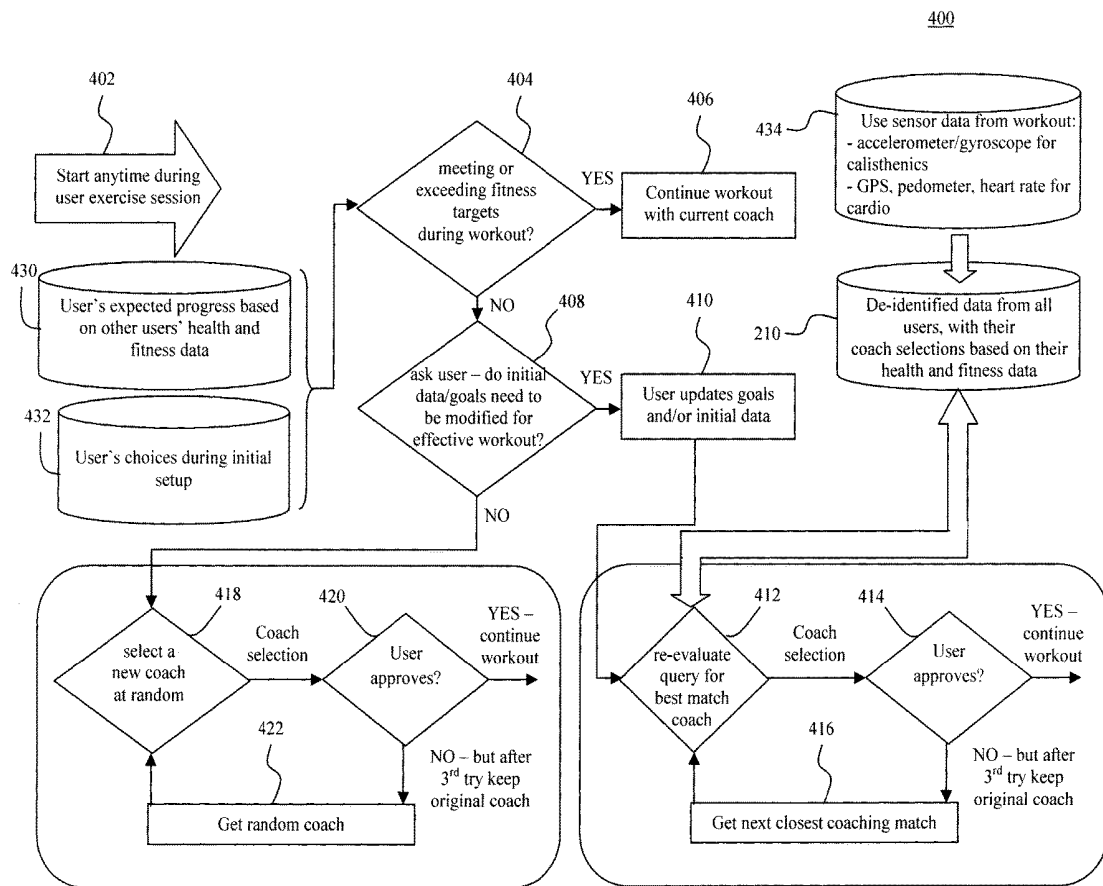 400
402
Start anytime during
user exercise session
404
meeting or
exceeding fitness
targets
during workout?
YES
406
Continue workout
with current coach
434
Use sensor data from workout:
- accelerometer/gyroscope for
calisthenics
- GPS, pedometer, heart rate for
cardio
430
User`s expected progress based
on other users' health and
fitness data
NO
408
ask user – do initial
data/goals need to
be modified for
effective workout?
YES
410
User updates goals
and/or initial data
210
De-identified data from all
users, with their
coach selections based on their
health and fitness data
432
User`s choices during initial
setup
NO
418
select a
new coach
at random
Coach
selection
420
User
approves?
YES –
continue
workout
422
NO – but after
3rd try keep
original coach
Get random coach
412
re-evaluate
query for
best match
coach
Coach
selection
414
User
approves?
YES –
continue
workout
416
NO – but after
3rd try keep
original coach
Get next closest coaching match